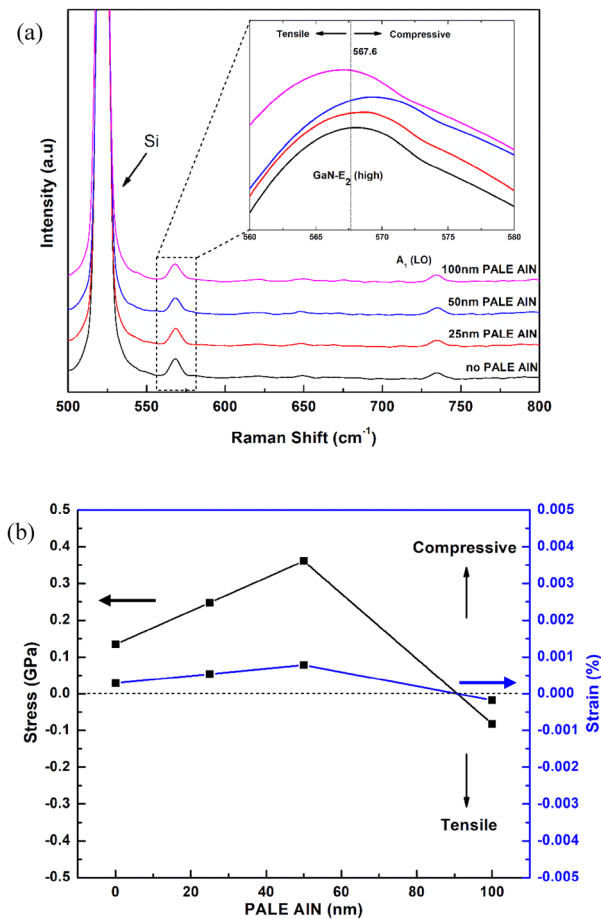 (a)
Intensity (a.u)
Si
Tensile
Compressive
567.6
GaN-E2 (high)
560
565
570
575
580
A1 (LO)
100nm PALE AlN
50nm PALE AlN
25nm PALE AlN
no PALE AlN
500
550
600
650
700
750
800
Raman Shift (cm-1)
(b)
Stress (GPa)
0.5
0.4
0.3
0.2
0.1
0.0
-0.1
-0.2
-0.3
-0.4
-0.5
Compressive
Tensile
0.005
0.004
0.003
0.002
0.001
0.000
-0.001
-0.002
-0.003
-0.004
-0.005
Strain (%)
0
20
40
60
80
100
PALE AlN (nm)